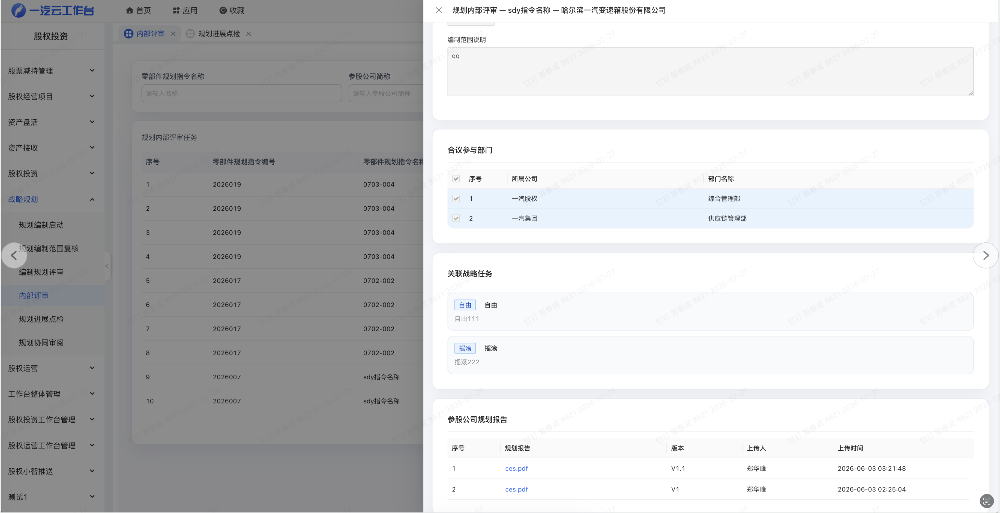 一汽云工作台
首页
应用
收藏
规划内部评审 — sdy指令名称 — 哈尔滨一汽变速箱股份有限公司
股权投资
内部评审
规划进展点检
股票减持管理
股权经营项目
资产盘活
资产接收
股权投资
战略规划
规划编制启动
规划编制范围复核
编制规划评审
内部评审
规划进展点检
规划协同审阅
股权运营
工作台整体管理
股权投资工作台管理
股权运营工作台管理
股权小智推送
测试1
零部件规划指令名称
参股公司简称
请输入名称
请输入参股公司简称
规划内部评审任务
序号 零部件规划指令编号 零部件规划指令名称
1 2026019 0703-004
2 2026019 0703-004
3 2026019 0703-004
4 2026019 0703-004
5 2026017 0702-002
6 2026017 0702-002
7 2026017 0702-002
8 2026017 0702-002
9 2026007 sdy指令名称
10 2026007 sdy指令名称
编制范围说明
qq
合议参与部门
序号 所属公司 部门名称
1 一汽股权 综合管理部
2 一汽集团 供应链管理部
关联战略任务
自由 自由
自由111
摇滚 摇滚
摇滚222
参股公司规划报告
序号 规划报告 版本 上传人 上传时间
1 ces.pdf V1.1 郑华峰 2026-06-03 03:21:48
2 ces.pdf V1 郑华峰 2026-06-03 02:25:04
钉钉 郭春成 8621 2026-07-27